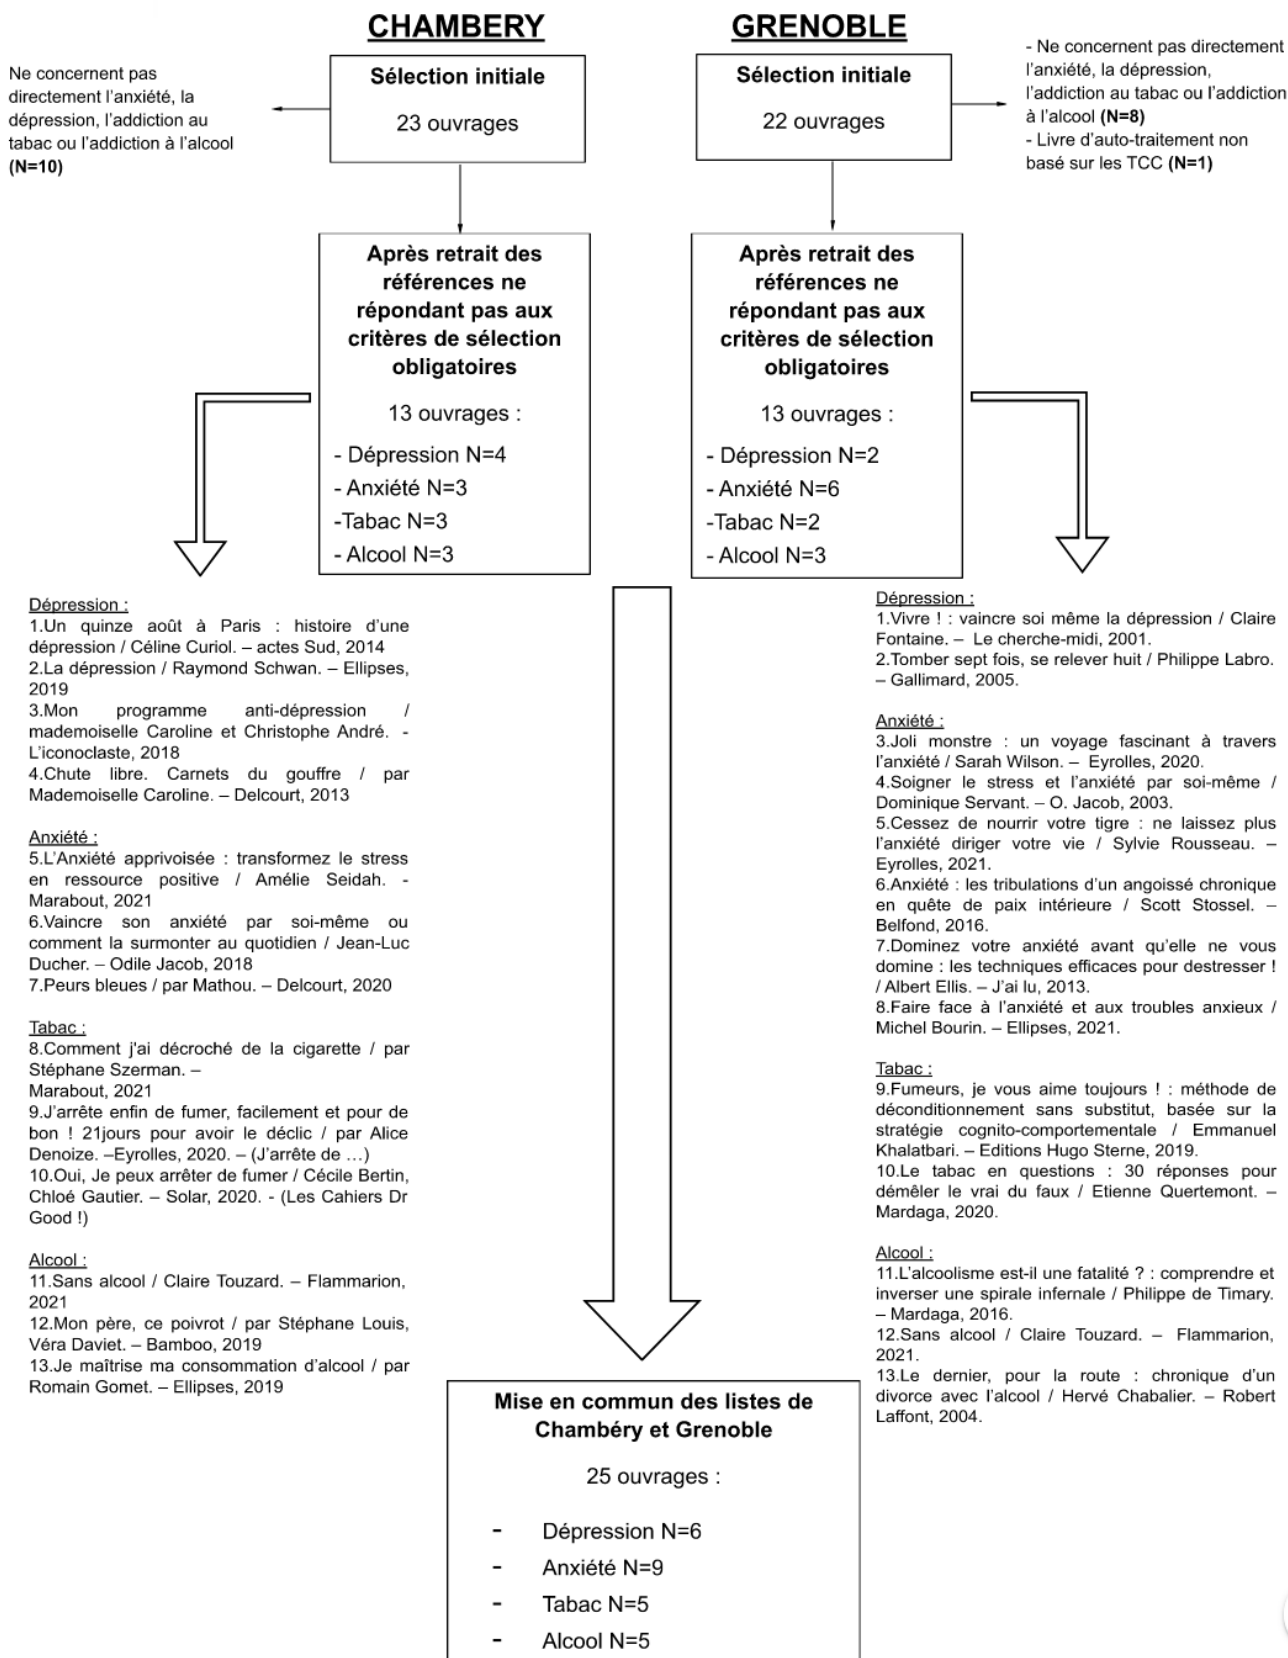 CHAMBERY
Sélection initiale
23 ouvrages
Ne concernent pas
directement l'anxiété, la
dépression, l'addiction au
tabac ou l'addiction à l'alcool
(N=10)
Après retrait des
références ne
répondant pas aux
critères de sélection
obligatoires
13 ouvrages :
- Dépression N=4
- Anxiété N=3
-Tabac N=3
- Alcool N=3
GRENOBLE
Sélection initiale
22 ouvrages
- Ne concernent pas directement
l'anxiété, la dépression,
l'addiction au tabac ou l'addiction
à l'alcool (N=8)
- Livre d'auto-traitement non
basé sur les TCC (N=1)
Après retrait des
références ne
répondant pas aux
critères de sélection
obligatoires
13 ouvrages :
- Dépression N=2
- Anxiété N=6
-Tabac N=2
- Alcool N=3
Dépression :
1.Un quinze août à Paris : histoire d'une
dépression / Céline Curiol. – actes Sud, 2014
2.La dépression / Raymond Schwan. – Ellipses,
2019
3.Mon programme anti-dépression /
mademoiselle Caroline et Christophe André. -
L'iconoclaste, 2018
4.Chute libre. Carnets du gouffre / par
Mademoiselle Caroline. – Delcourt, 2013
Anxiété :
5.L'Anxiété apprivoisée : transformez le stress
en ressource positive / Amélie Seidah. -
Marabout, 2021
6.Vaincre son anxiété par soi-même ou
comment la surmonter au quotidien / Jean-Luc
Ducher. – Odile Jacob, 2018
7.Peurs bleues / par Mathou. – Delcourt, 2020
Tabac :
8.Comment j'ai décroché de la cigarette / par
Stéphane Szerman. –
Marabout, 2021
9.J'arrête enfin de fumer, facilement et pour de
bon ! 21jours pour avoir le déclic / par Alice
Denoize. –Eyrolles, 2020. – (J'arrête de …)
10.Oui, Je peux arrêter de fumer / Cécile Bertin,
Chloé Gautier. – Solar, 2020. - (Les Cahiers Dr
Good !)
Alcool :
11.Sans alcool / Claire Touzard. – Flammarion,
2021
12.Mon père, ce poivrot / par Stéphane Louis,
Véra Daviet. – Bamboo, 2019
13.Je maîtrise ma consommation d'alcool / par
Romain Gomet. – Ellipses, 2019
Dépression :
1.Vivre ! : vaincre soi même la dépression / Claire
Fontaine. – Le cherche-midi, 2001.
2.Tomber sept fois, se relever huit / Philippe Labro.
– Gallimard, 2005.
Anxiété :
3.Joli monstre : un voyage fascinant à travers
l'anxiété / Sarah Wilson. – Eyrolles, 2020.
4.Soigner le stress et l'anxiété par soi-même /
Dominique Servant. – O. Jacob, 2003.
5.Cessez de nourrir votre tigre : ne laissez plus
l'anxiété diriger votre vie / Sylvie Rousseau. –
Eyrolles, 2021.
6.Anxiété : les tribulations d'un angoissé chronique
en quête de paix intérieure / Scott Stossel. –
Belfond, 2016.
7.Dominez votre anxiété avant qu'elle ne vous
domine : les techniques efficaces pour destresser !
/ Albert Ellis. – J'ai lu, 2013.
8.Faire face à l'anxiété et aux troubles anxieux /
Michel Bourin. – Ellipses, 2021.
Tabac :
9.Fumeurs, je vous aime toujours ! : méthode de
déconditionnement sans substitut, basée sur la
stratégie cognito-comportementale / Emmanuel
Khalatbari. – Editions Hugo Sterne, 2019.
10.Le tabac en questions : 30 réponses pour
démêler le vrai du faux / Etienne Quertemont. –
Mardaga, 2020.
Alcool :
11.L'alcoolisme est-il une fatalité ? : comprendre et
inverser une spirale infernale / Philippe de Timary.
– Mardaga, 2016.
12.Sans alcool / Claire Touzard. – Flammarion,
2021.
13.Le dernier, pour la route : chronique d'un
divorce avec l'alcool / Hervé Chabalier. – Robert
Laffont, 2004.
Mise en commun des listes de
Chambéry et Grenoble
25 ouvrages :
- Dépression N=6
- Anxiété N=9
- Tabac N=5
- Alcool N=5